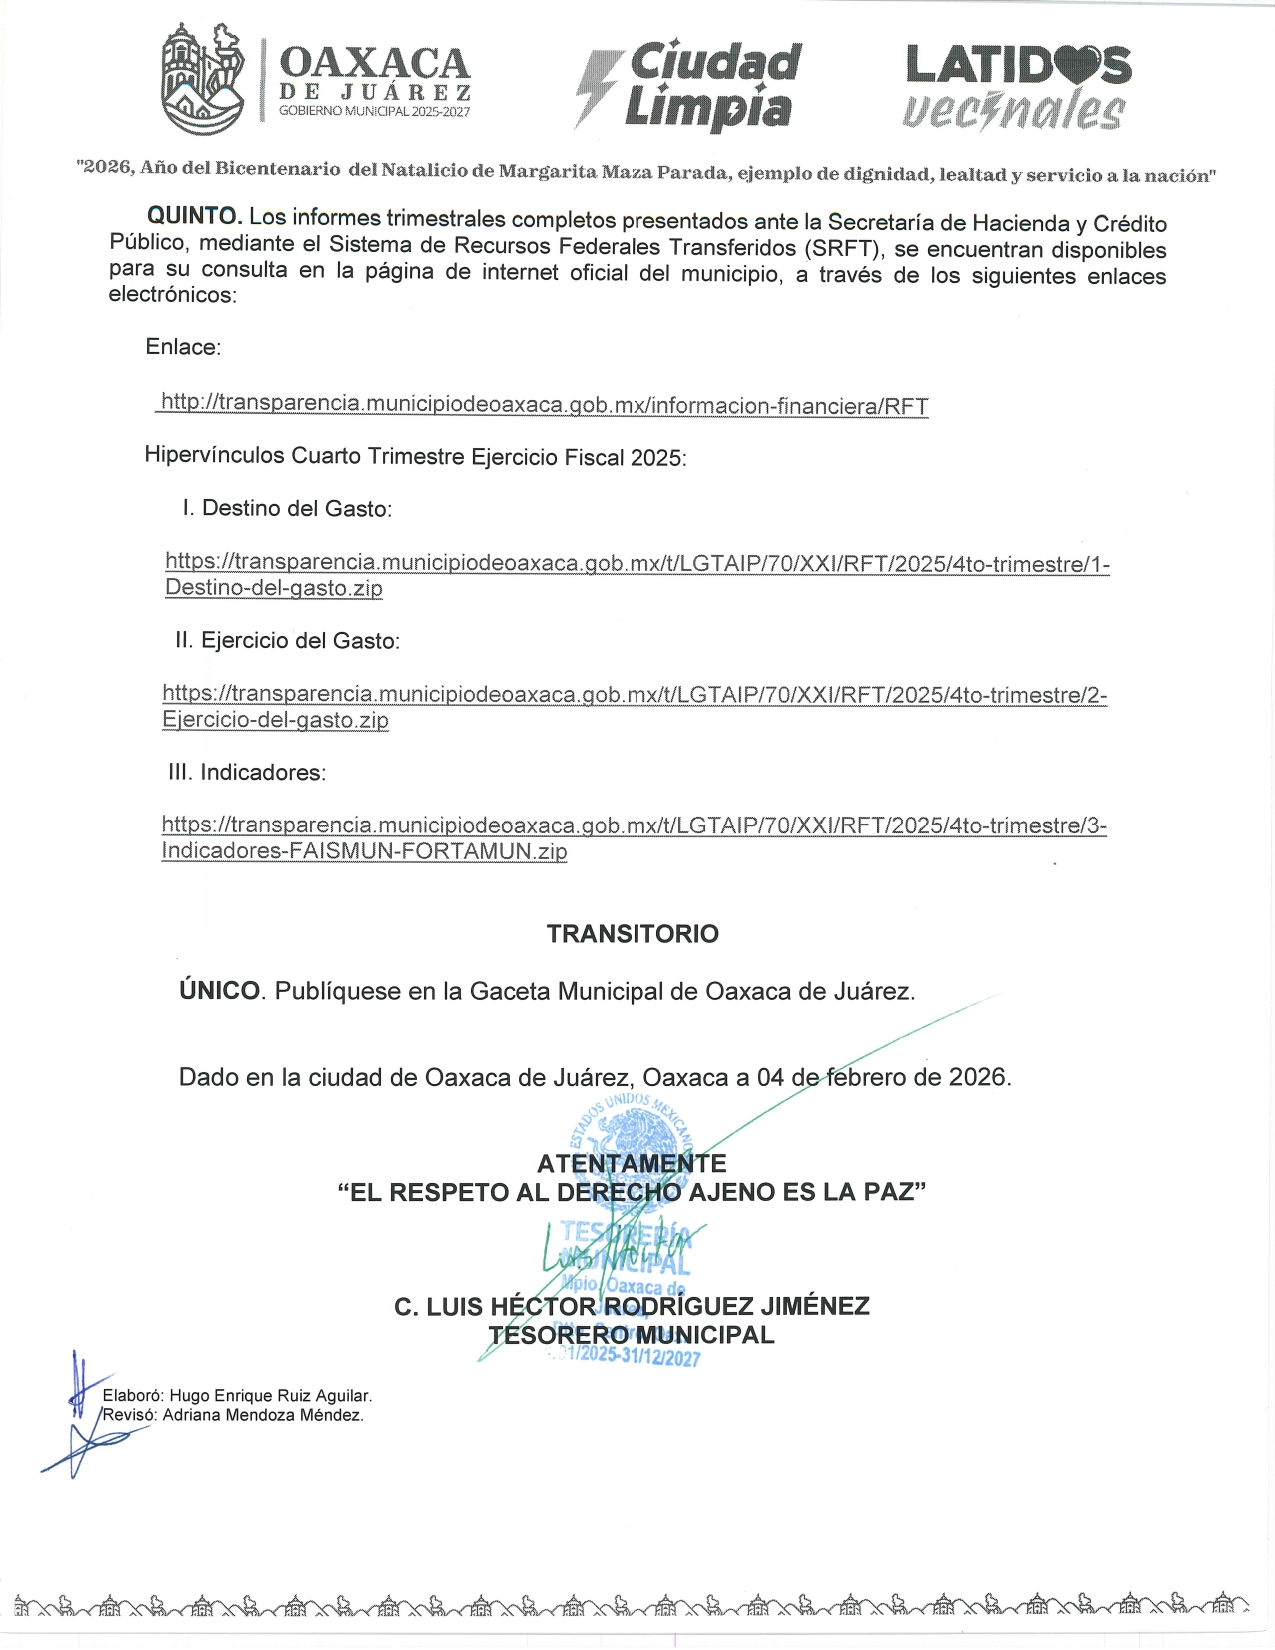 OAXACA
DE JUÁREZ
GOBIERNO MUNICIPAL 2025-2027
Ciudad
Limpia
LATIDOS
vecinales
"2026, Año del Bicentenario del Natalicio de Margarita Maza Parada, ejemplo de dignidad, lealtad y servicio a la nación"
QUINTO. Los informes trimestrales completos presentados ante la Secretaría de Hacienda y Crédito
Público, mediante el Sistema de Recursos Federales Transferidos (SRFT), se encuentran disponibles
para su consulta en la página de internet oficial del municipio, a través de los siguientes enlaces
electrónicos:
Enlace:
http://transparencia.municipiodeoaxaca.gob.mx/informacion-financiera/RFT
Hipervínculos Cuarto Trimestre Ejercicio Fiscal 2025:
I. Destino del Gasto:
https://transparencia.municipiodeoaxaca.gob.mx/t/LGTAIP/70/XXI/RFT/2025/4to-trimestre/1-
Destino-del-gasto.zip
II. Ejercicio del Gasto:
https://transparencia.municipiodeoaxaca.gob.mx/t/LGTAIP/70/XXI/RFT/2025/4to-trimestre/2-
Ejercicio-del-gasto.zip
III. Indicadores:
https://transparencia.municipiodeoaxaca.gob.mx/t/LGTAIP/70/XXI/RFT/2025/4to-trimestre/3-
Indicadores-FAISMUN-FORTAMUN.zip
TRANSITORIO
ÚNICO. Publíquese en la Gaceta Municipal de Oaxaca de Juárez.
Dado en la ciudad de Oaxaca de Juárez, Oaxaca a 04 de febrero de 2026.
ESTADOS UNIDOS MEXICANOS
ATENTAMENTE
“EL RESPETO AL DERECHO AJENO ES LA PAZ”
TESORERÍA
MUNICIPAL
Mpio. Oaxaca de
C. LUIS HÉCTOR RODRÍGUEZ JIMÉNEZ
TESORERO MUNICIPAL
/2025-31/12/2027
Elaboró: Hugo Enrique Ruiz Aguilar.
Revisó: Adriana Mendoza Méndez.